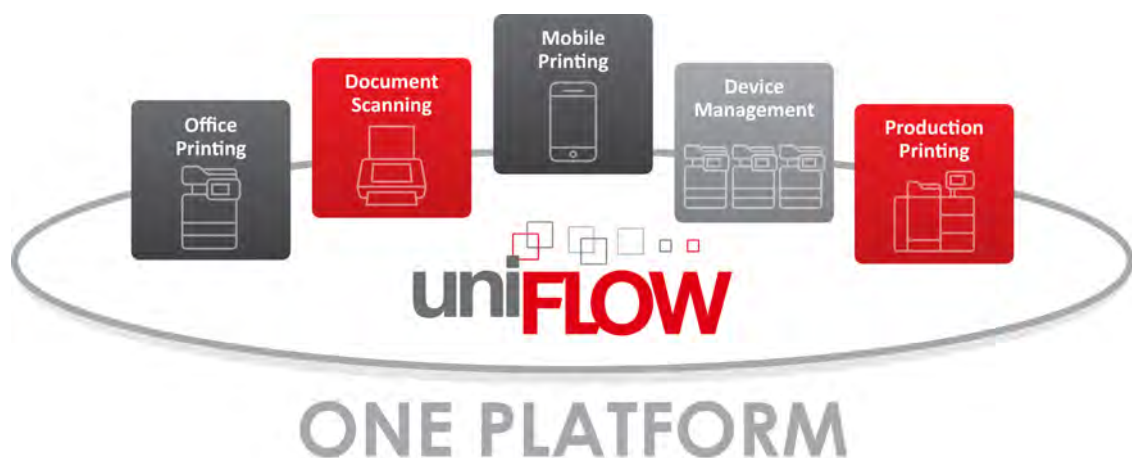 Office
Printing
Document
Scanning
Mobile
Printing
Device
Management
Production
Printing
uniFLOW
ONE PLATFORM